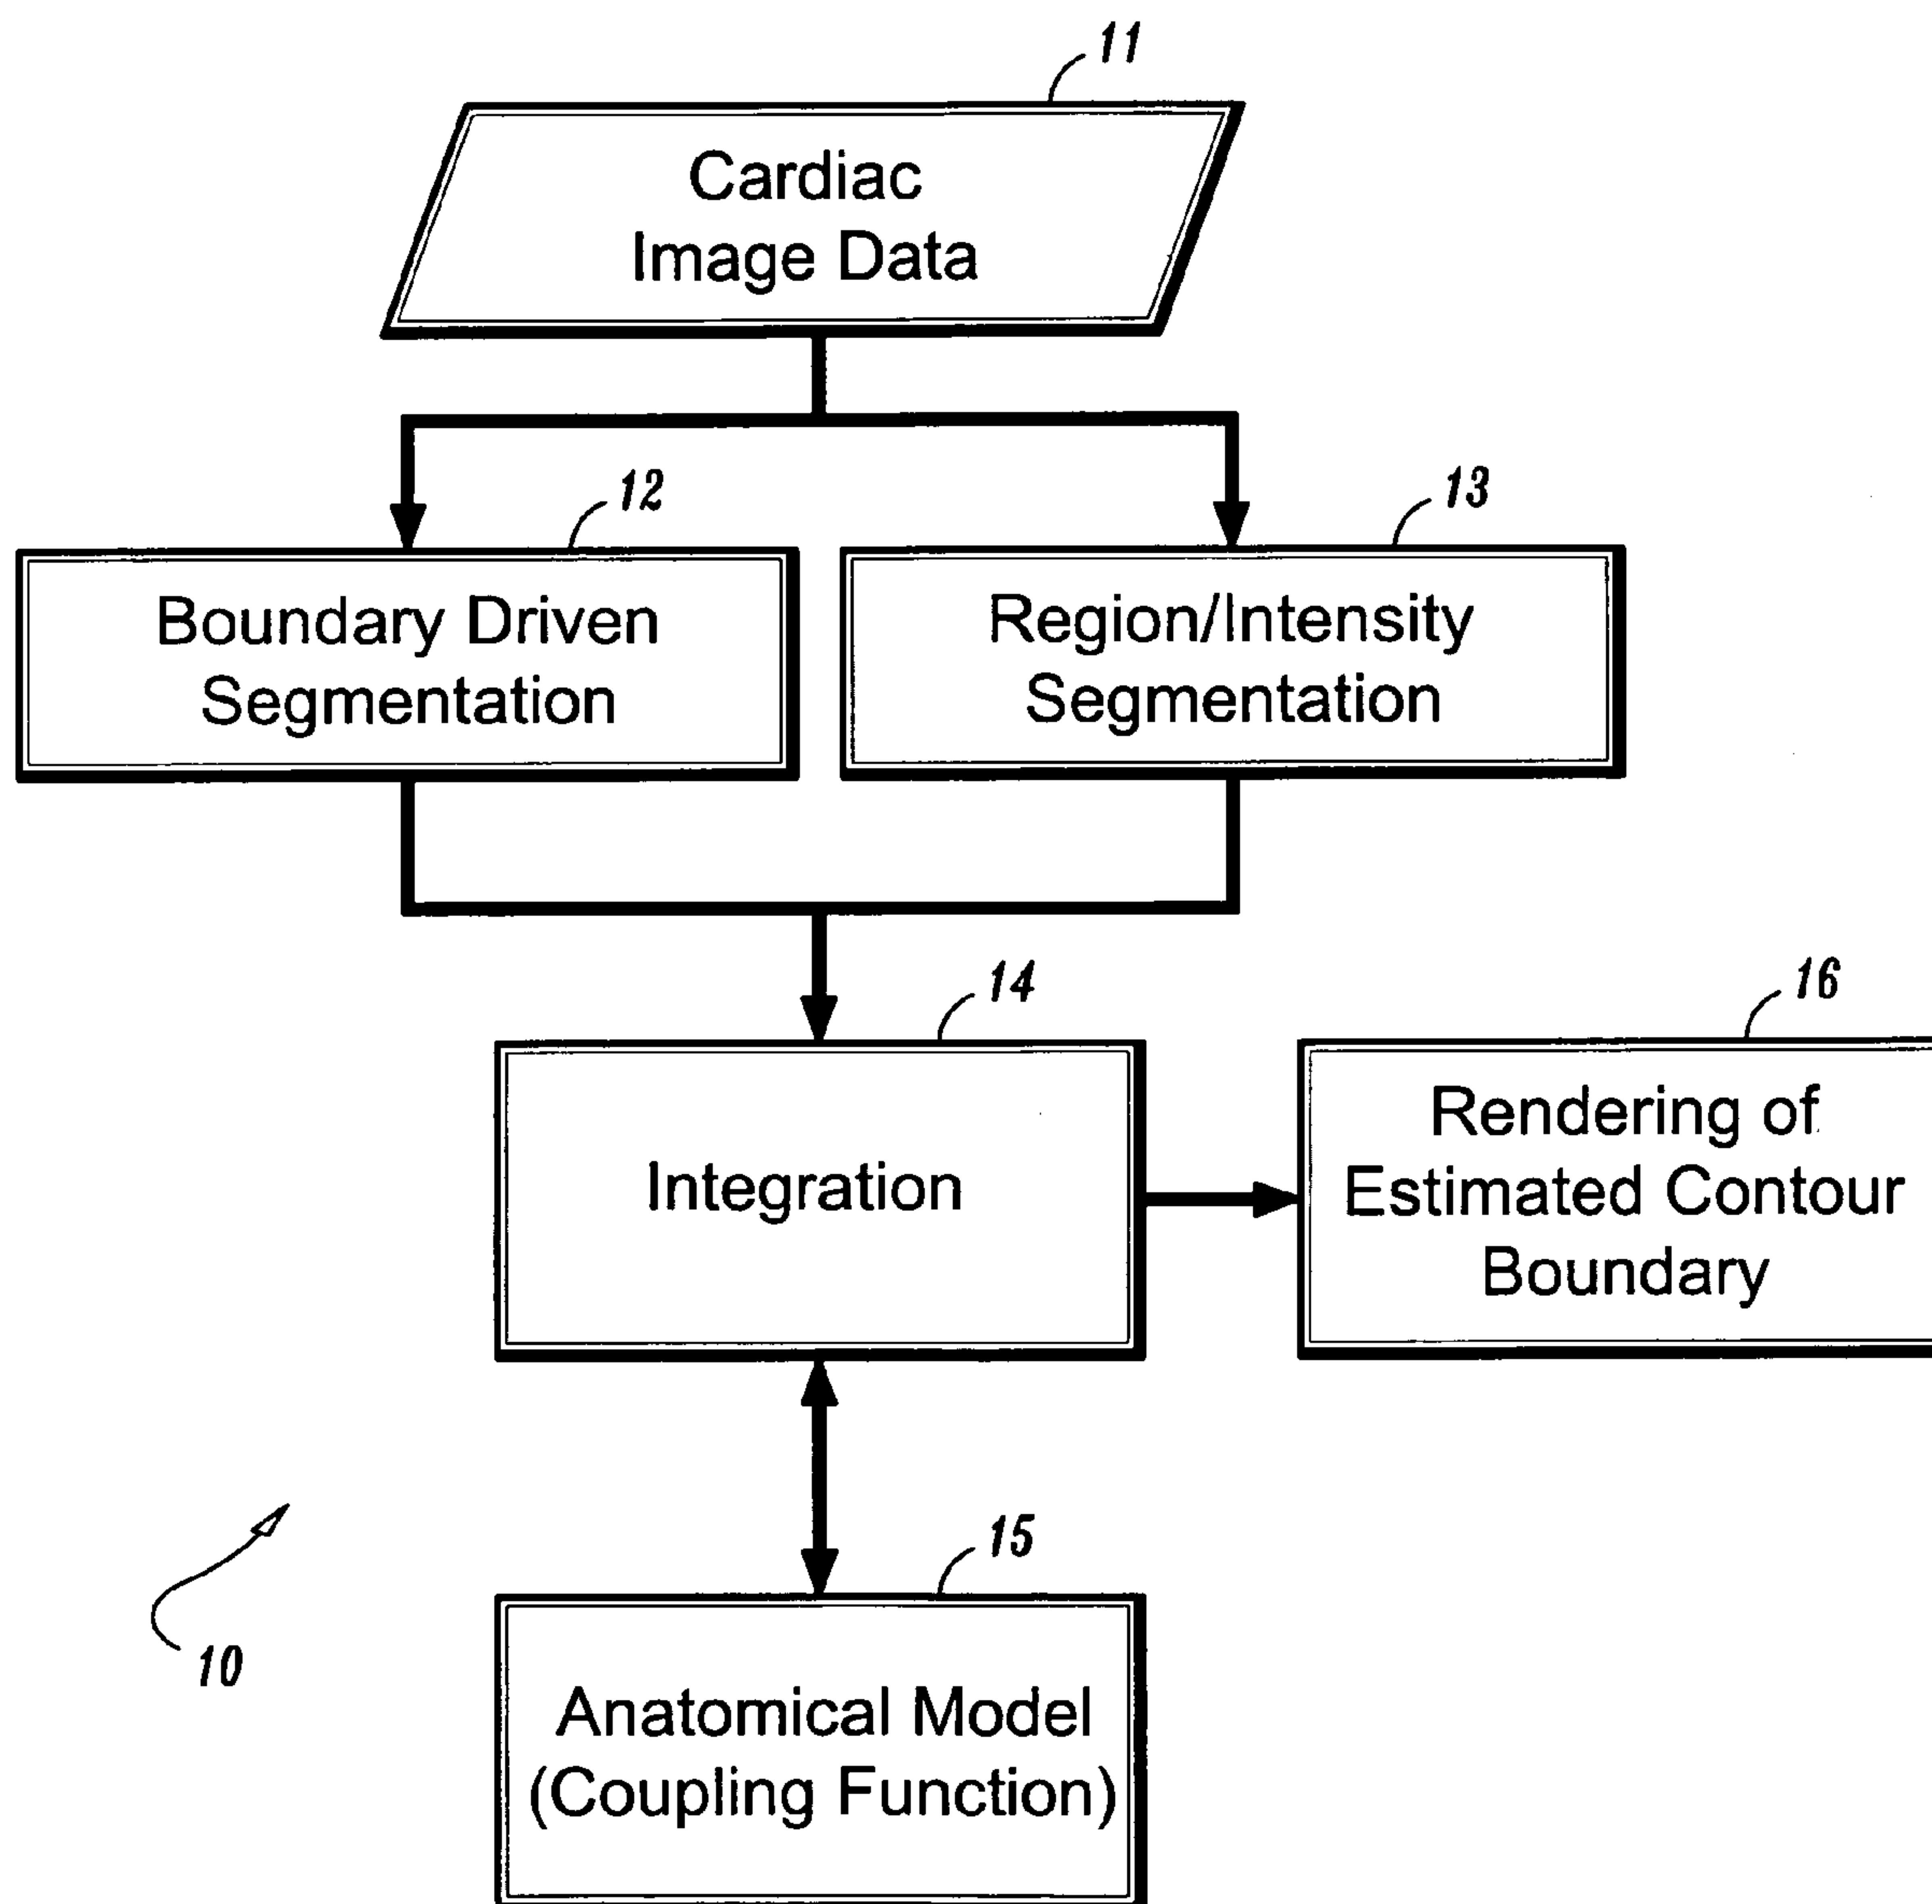 11
Cardiac
Image Data
12
13
Boundary Driven
Segmentation
Region/Intensity
Segmentation
14
16
Integration
Rendering of
Estimated Contour
Boundary
15
10
Anatomical Model
(Coupling Function)